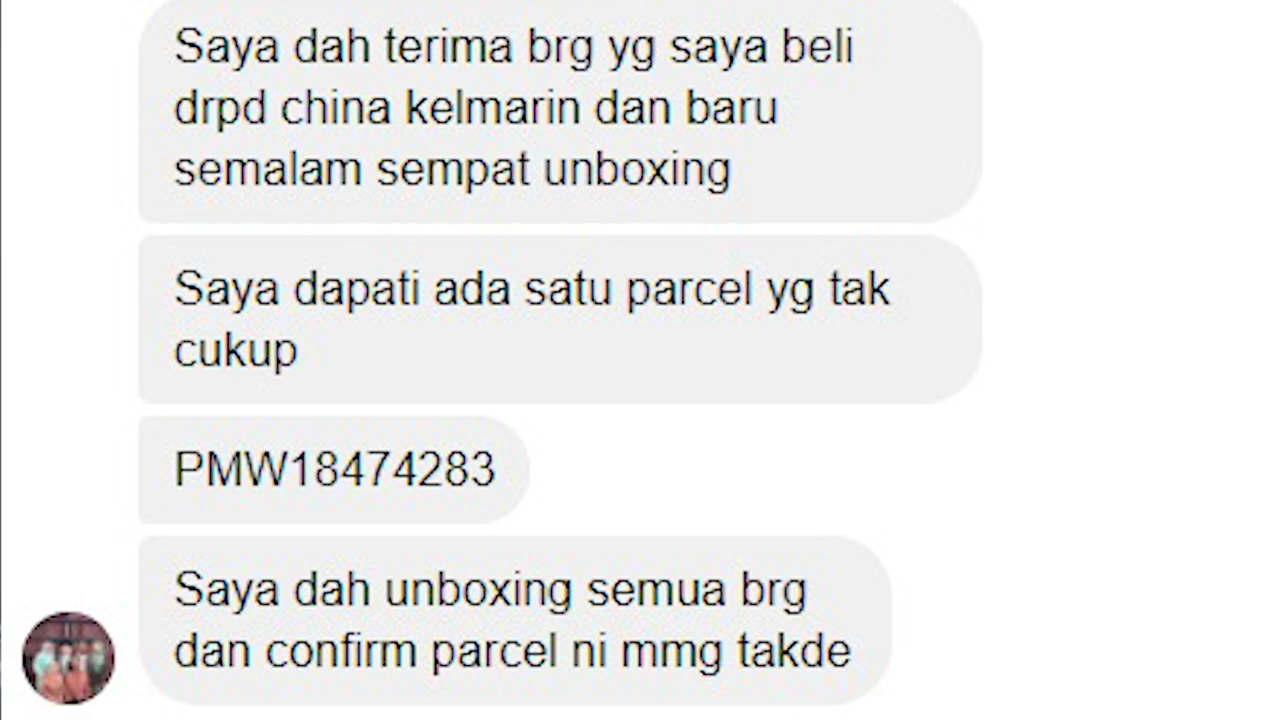 Saya dah terima brg yg saya beli
drpd china kelmarin dan baru
semalam sempat unboxing
Saya dapati ada satu parcel yg tak
cukup
PMW18474283
Saya dah unboxing semua brg
dan confirm parcel ni mmg takde